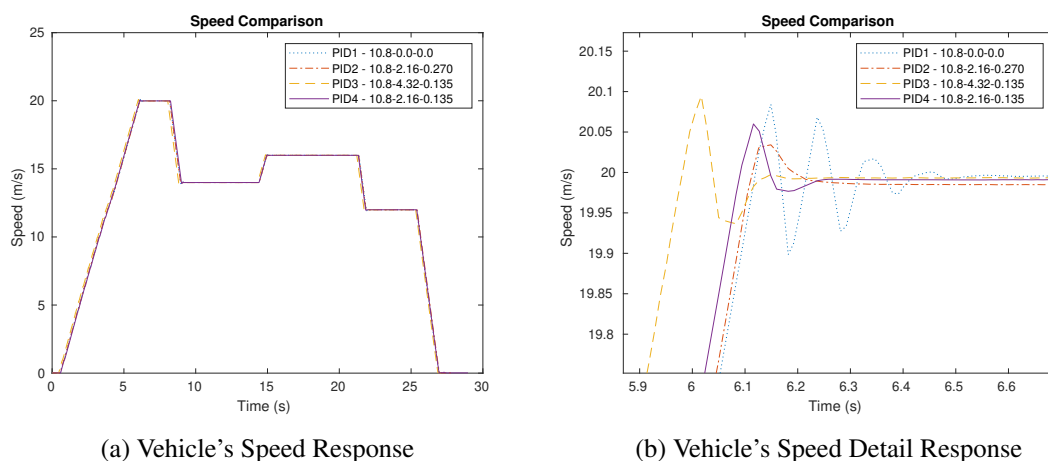 Speed Comparison
25
20
15
10
5
0
Speed (m/s)
0 5 10 15 20 25 30
Time (s)
PID1 - 10.8-0.0-0.0
PID2 - 10.8-2.16-0.270
PID3 - 10.8-4.32-0.135
PID4 - 10.8-2.16-0.135
(a) Vehicle's Speed Response
Speed Comparison
20.15
20.1
20.05
20
19.95
19.9
19.85
19.8
Speed (m/s)
5.9 6 6.1 6.2 6.3 6.4 6.5 6.6
Time (s)
PID1 - 10.8-0.0-0.0
PID2 - 10.8-2.16-0.270
PID3 - 10.8-4.32-0.135
PID4 - 10.8-2.16-0.135
(b) Vehicle's Speed Detail Response